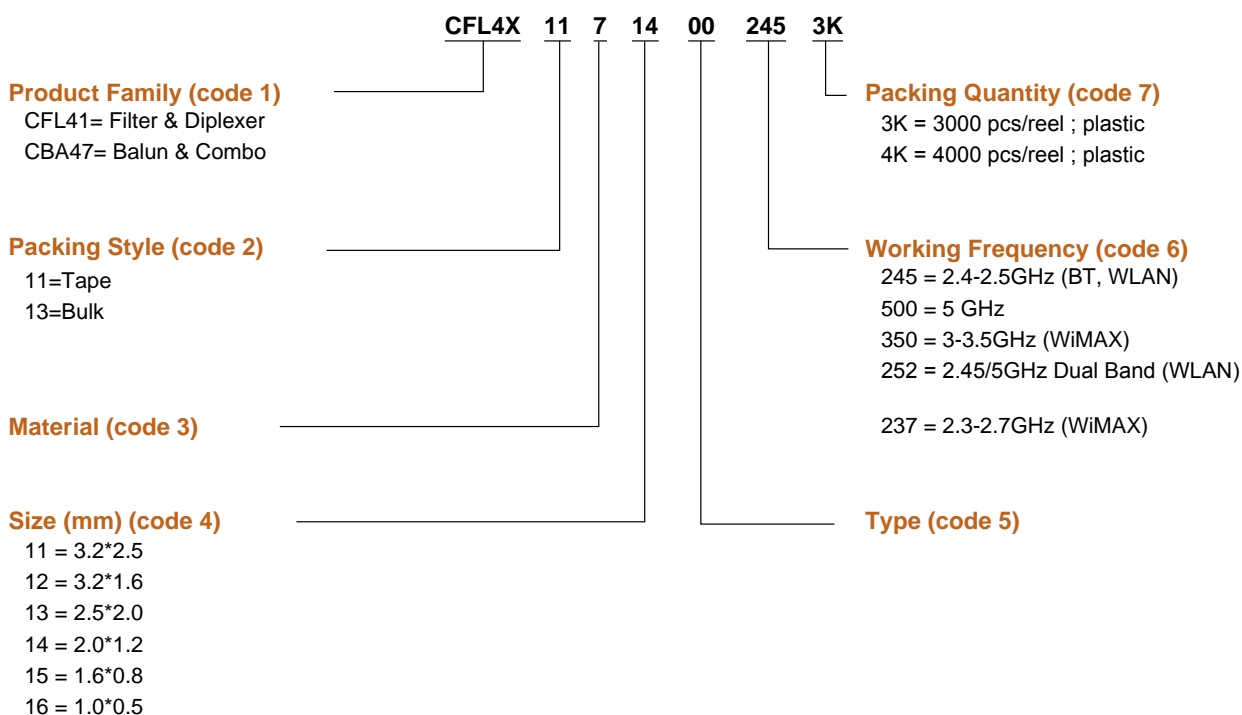 CFL4X 11 7 14 00 245 3K
Product Family (code 1)
CFL41= Filter & Diplexer
CBA47= Balun & Combo
Packing Style (code 2)
11=Tape
13=Bulk
Material (code 3)
Size (mm) (code 4)
11 = 3.2*2.5
12 = 3.2*1.6
13 = 2.5*2.0
14 = 2.0*1.2
15 = 1.6*0.8
16 = 1.0*0.5
Packing Quantity (code 7)
3K = 3000 pcs/reel ; plastic
4K = 4000 pcs/reel ; plastic
Working Frequency (code 6)
245 = 2.4-2.5GHz (BT, WLAN)
500 = 5 GHz
350 = 3-3.5GHz (WiMAX)
252 = 2.45/5GHz Dual Band (WLAN)
237 = 2.3-2.7GHz (WiMAX)
Type (code 5)